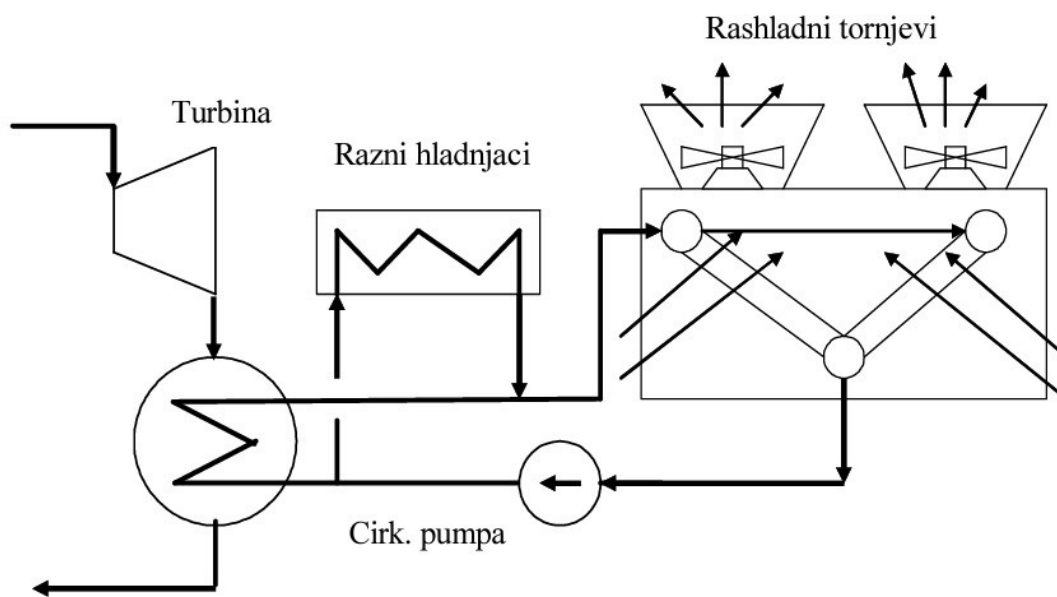 Rashladni tornjevi
Turbina
Razni hladnjaci
Cirk. pumpa